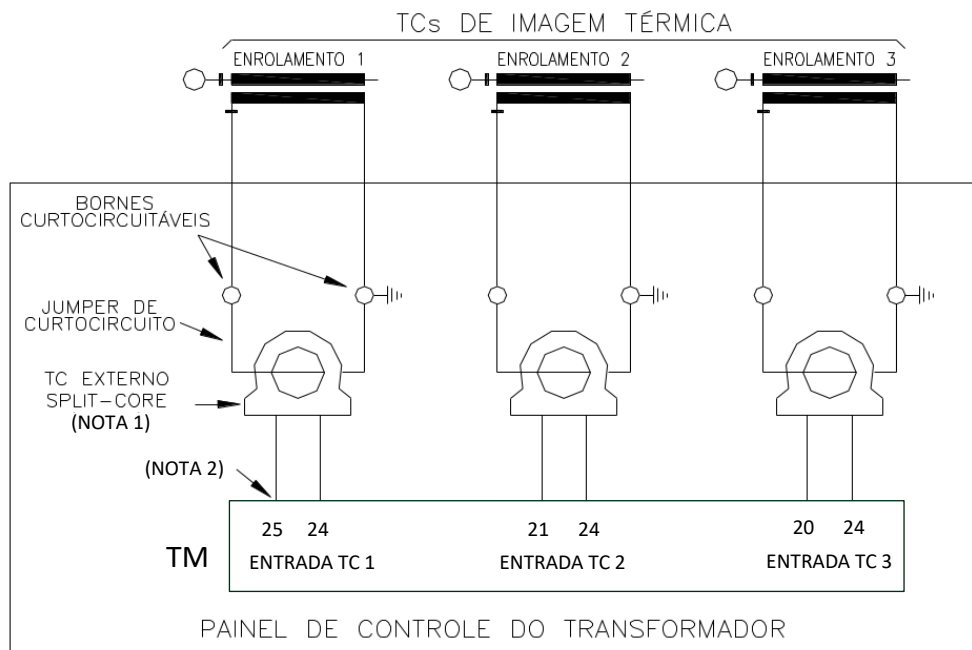 TCs DE IMAGEM TÉRMICA
ENROLAMENTO 1
ENROLAMENTO 2
ENROLAMENTO 3
BORNES
CURTOCIRCUITÁVEIS
JUMPER DE
CURTOCIRCUITO
TC EXTERNO
SPLIT-CORE
(NOTA 1)
(NOTA 2)
25 24 21 24 20 24
TM
ENTRADA TC 1
ENTRADA TC 2
ENTRADA TC 3
PAINEL DE CONTROLE DO TRANSFORMADOR